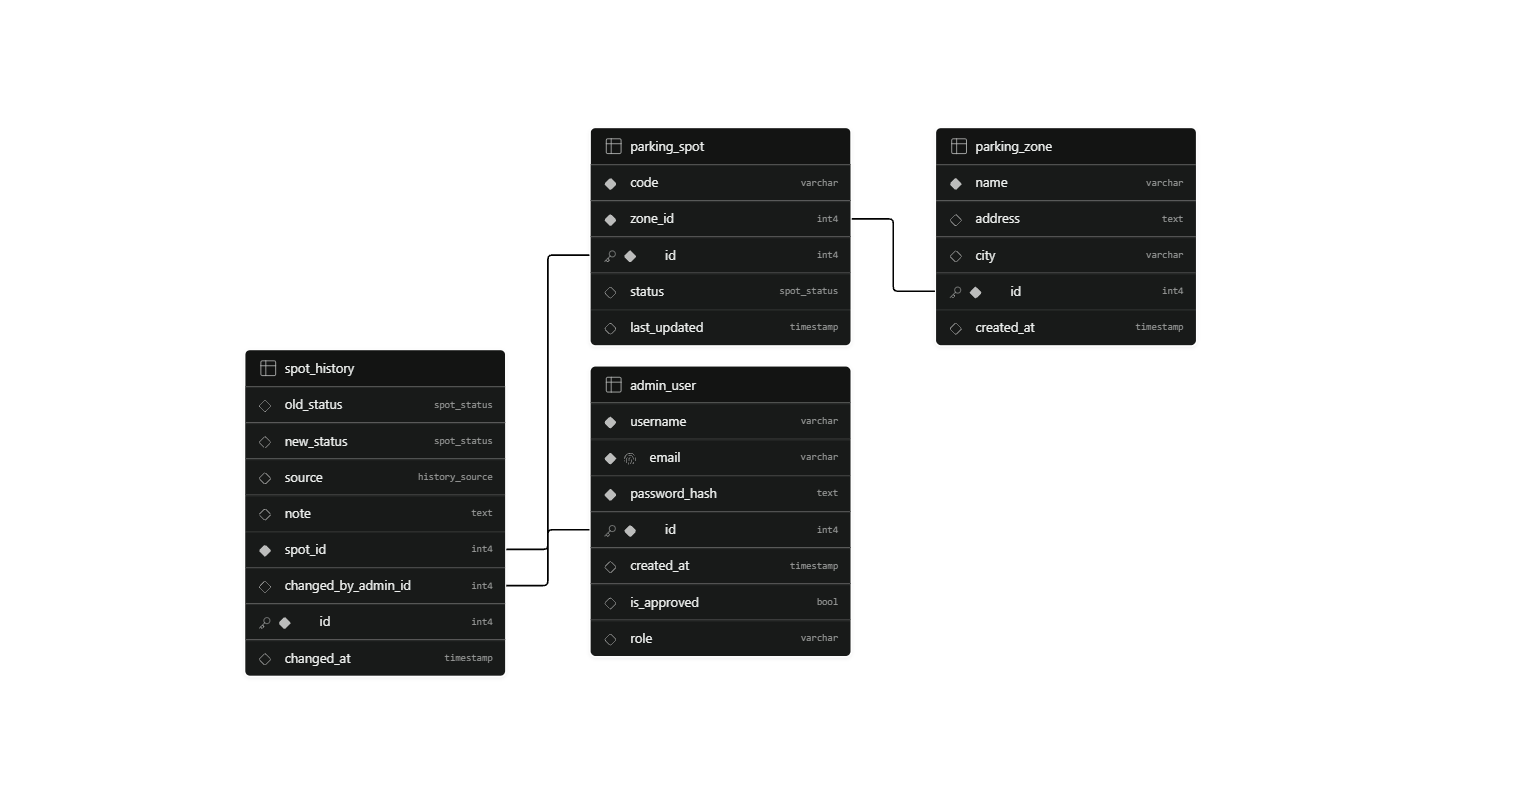 parking_spot
code varchar
zone_id int4
id int4
status spot_status
last_updated timestamp
parking_zone
name varchar
address text
city varchar
id int4
created_at timestamp
spot_history
old_status spot_status
new_status spot_status
source history_source
note text
spot_id int4
changed_by_admin_id int4
id int4
changed_at timestamp
admin_user
username varchar
email varchar
password_hash text
id int4
created_at timestamp
is_approved bool
role varchar